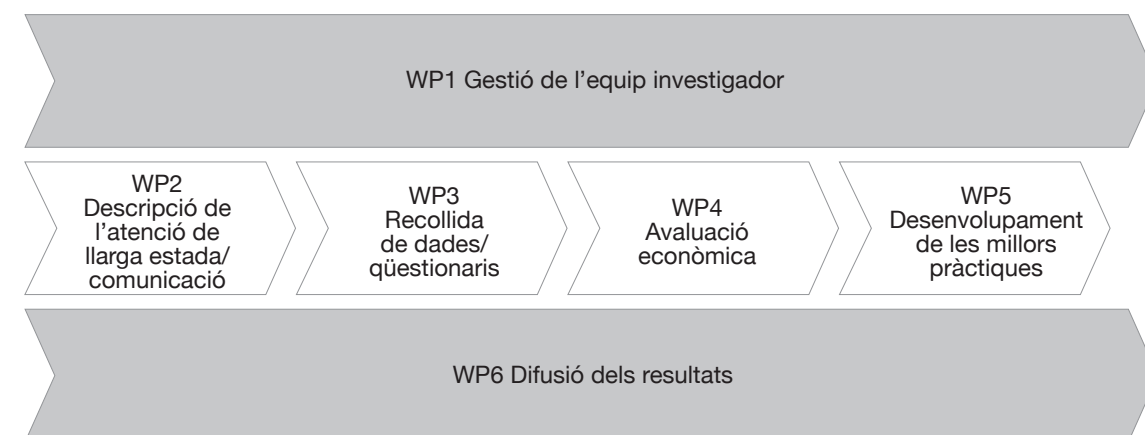 WP1 Gestió de l’equip investigador
WP2
Descripció de
l’atenció de
llarga estada/
comunicació
WP3
Recollida
de dades/
qüestionaris
WP4
Avaluació
econòmica
WP5
Desenvolupament
de les millors
pràctiques
WP6 Difusió dels resultats